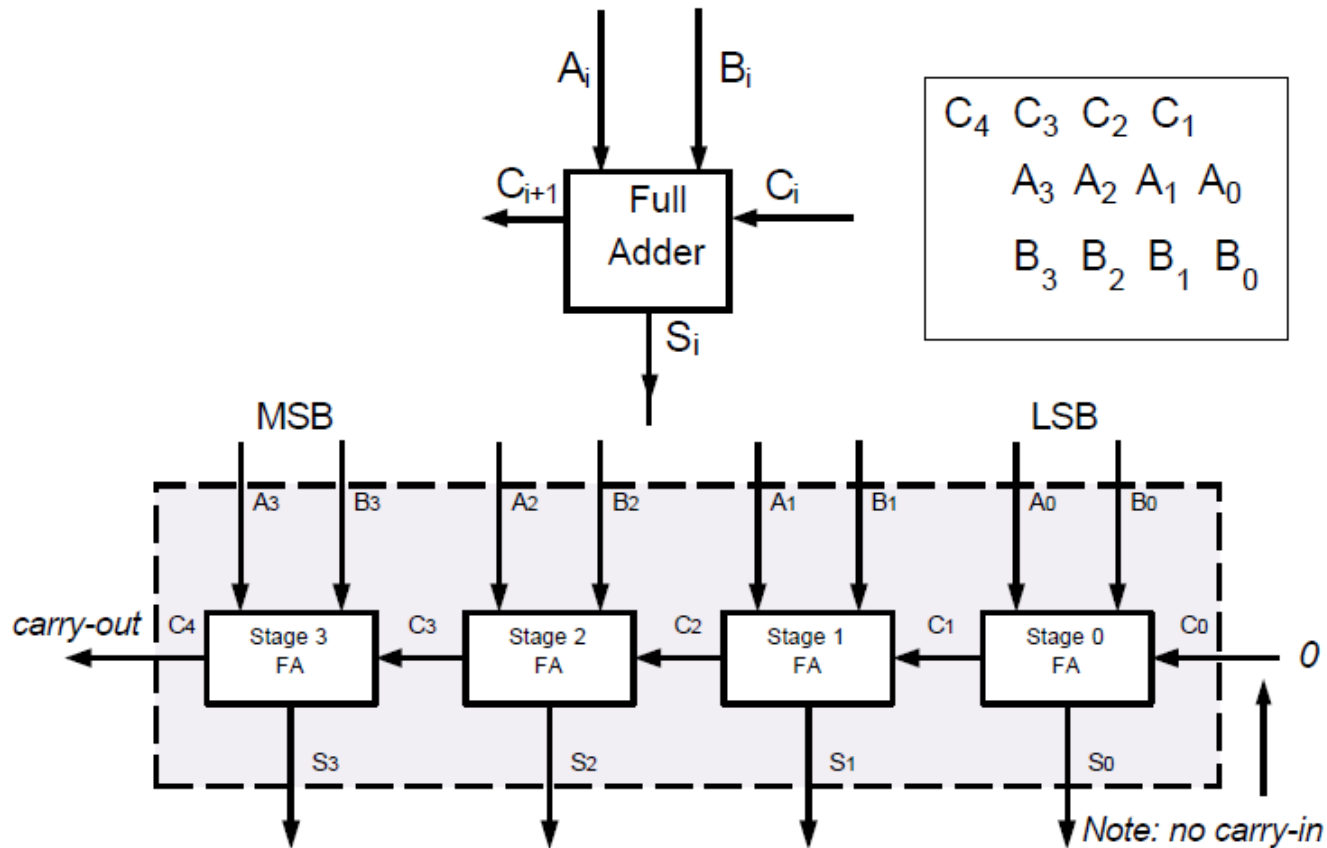 Aᵢ Bᵢ
Cᵢ₊₁ Full Adder Cᵢ
Sᵢ
C₄ C₃ C₂ C₁
A₃ A₂ A₁ A₀
B₃ B₂ B₁ B₀
MSB LSB
A₃ B₃ A₂ B₂ A₁ B₁ A₀ B₀
carry-out C₄ Stage 3 FA C₃ Stage 2 FA C₂ Stage 1 FA C₁ Stage 0 FA C₀ 0
S₃ S₂ S₁ S₀
Note: no carry-in